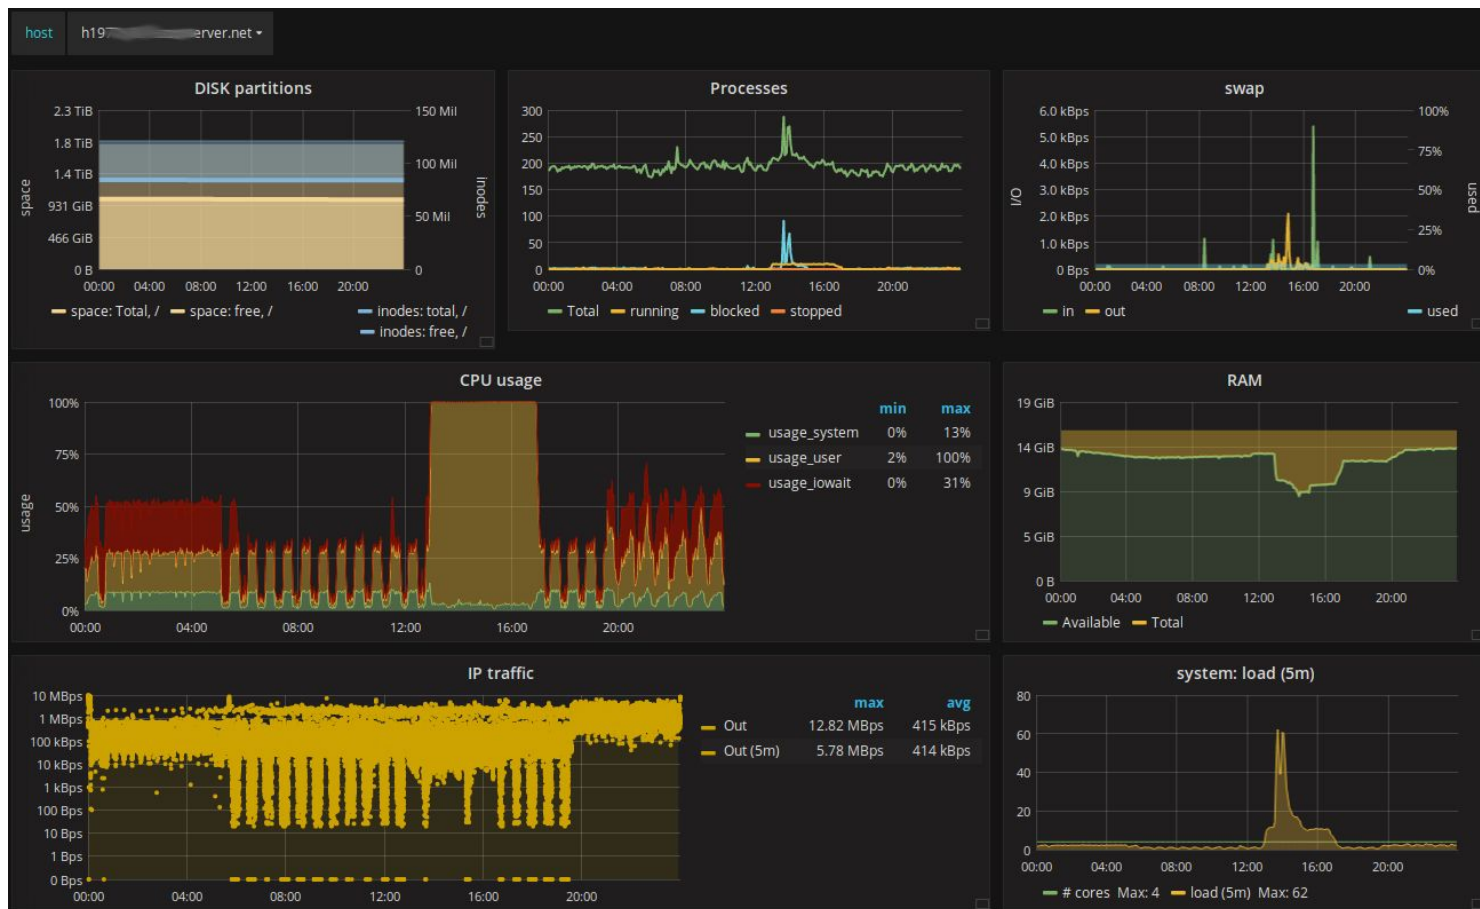 host h19 erver.net
DISK partitions
2.3 TiB
1.8 TiB
1.4 TiB
931 GiB
466 GiB
0 B
space
150 Mil
100 Mil
50 Mil
0
inodes
00:00 04:00 08:00 12:00 16:00 20:00
space: Total, / space: free, / inodes: total, /
inodes: free, /
Processes
300
250
200
150
100
50
0
00:00 04:00 08:00 12:00 16:00 20:00
Total running blocked stopped
swap
6.0 kBps
5.0 kBps
4.0 kBps
3.0 kBps
2.0 kBps
1.0 kBps
0 Bps
I/O
100%
75%
50%
25%
0%
used
00:00 04:00 08:00 12:00 16:00 20:00
in out used
CPU usage
100%
75%
50%
25%
0%
usage
00:00 04:00 08:00 12:00 16:00 20:00
min max
usage_system 0% 13%
usage_user 2% 100%
usage_iowait 0% 31%
RAM
19 GiB
14 GiB
9 GiB
5 GiB
0 B
00:00 04:00 08:00 12:00 16:00 20:00
Available Total
IP traffic
10 MBps
1 MBps
100 kBps
10 kBps
1 kBps
100 Bps
10 Bps
1 Bps
0 Bps
00:00 04:00 08:00 12:00 16:00 20:00
max avg
Out 12.82 MBps 415 kBps
Out (5m) 5.78 MBps 414 kBps
system: load (5m)
80
60
40
20
0
00:00 04:00 08:00 12:00 16:00 20:00
# cores Max: 4 load (5m) Max: 62